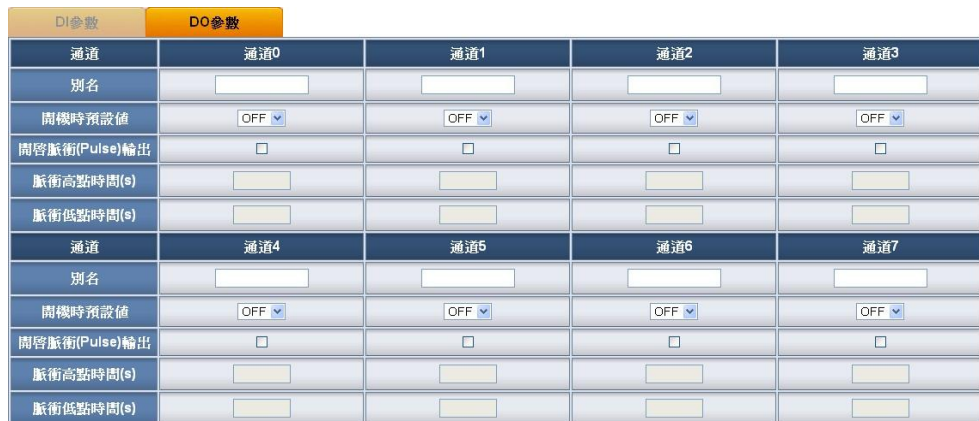 DI參數 DO參數
通道 通道0 通道1 通道2 通道3
別名
開機時預設值 OFF OFF OFF OFF
開啓脈衝(Pulse)輸出
脈衝高點時間(s)
脈衝低點時間(s)
通道 通道4 通道5 通道6 通道7
別名
開機時預設值 OFF OFF OFF OFF
開啓脈衝(Pulse)輸出
脈衝高點時間(s)
脈衝低點時間(s)